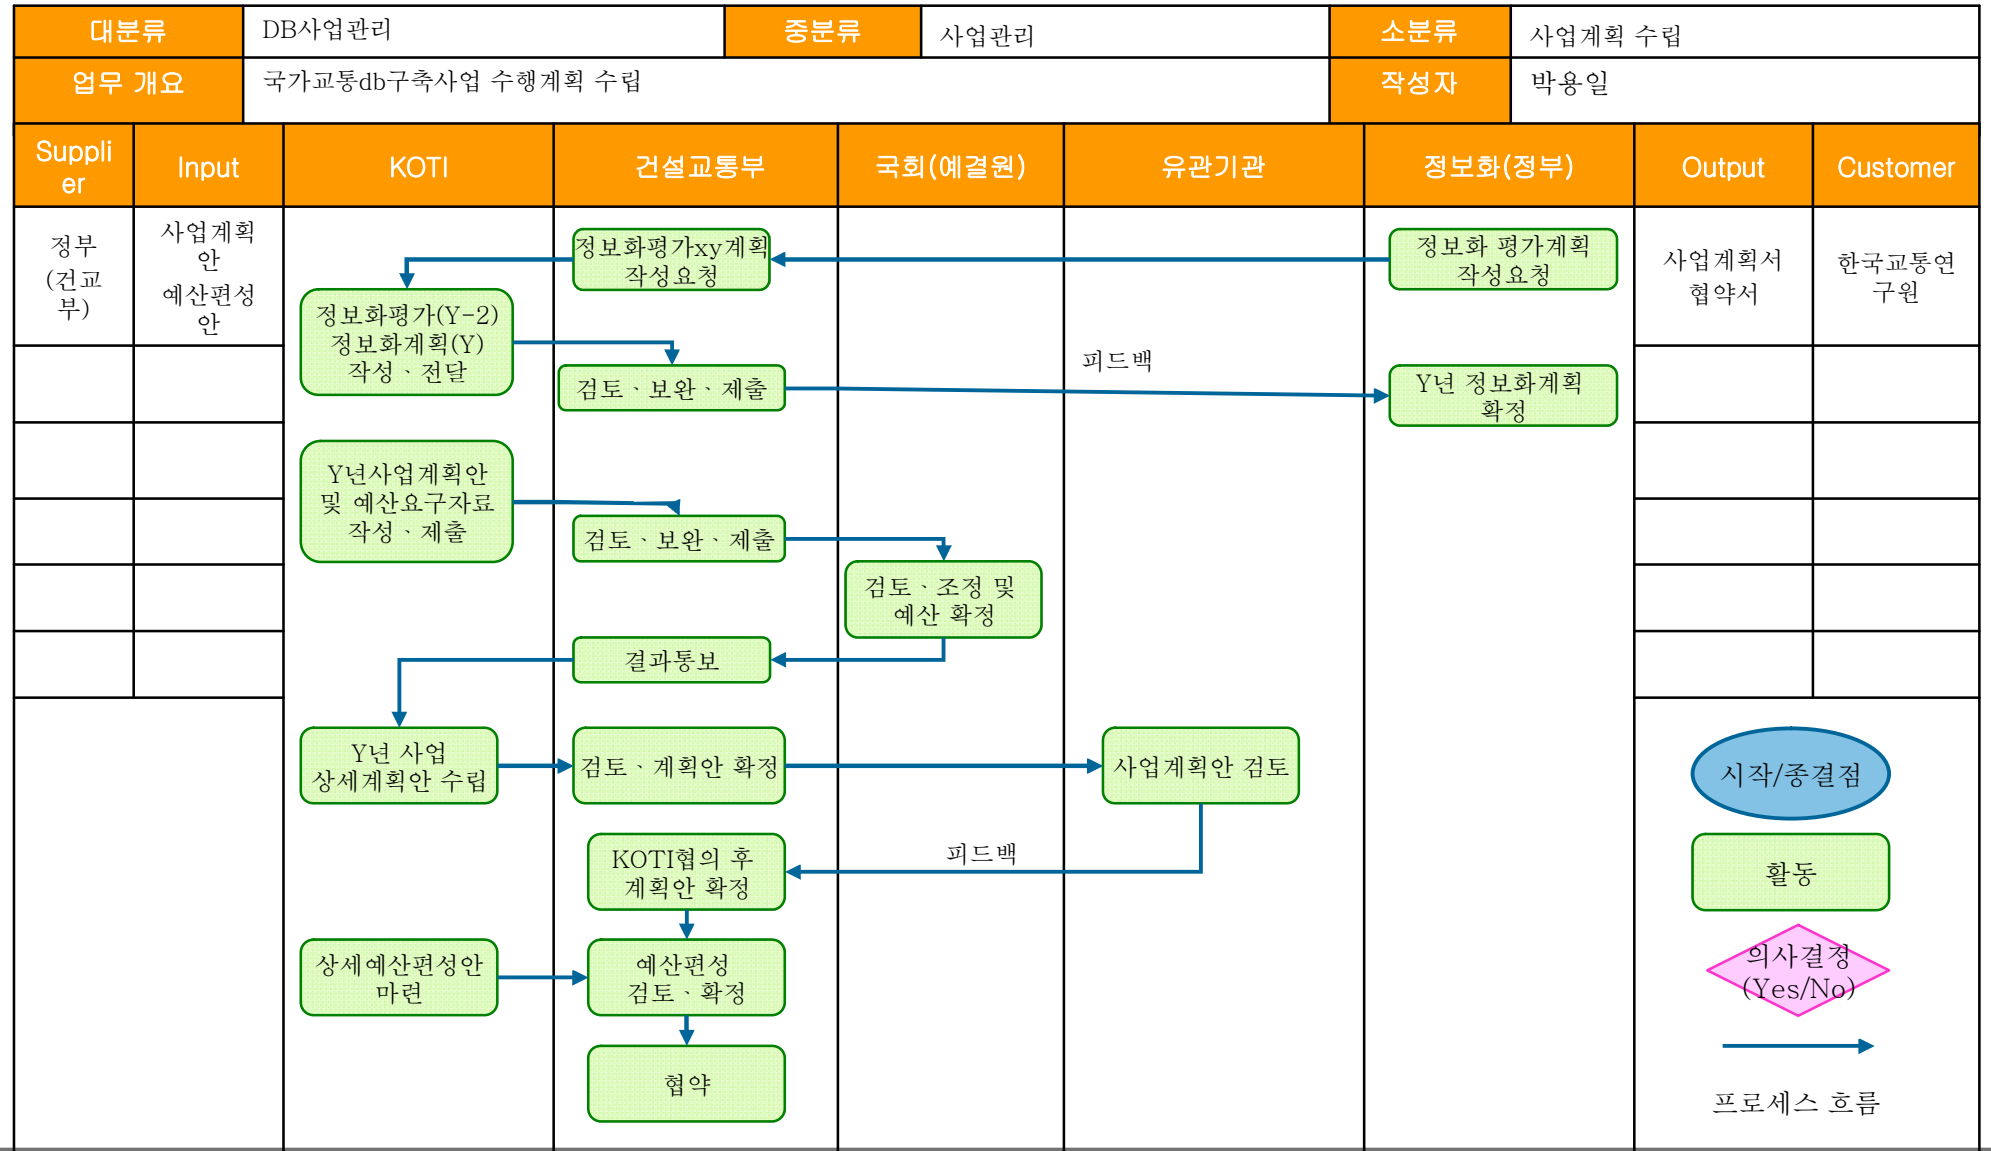 대분류
DB사업관리
중분류
사업관리
소분류
사업계획 수립
업무 개요
국가교통db구축사업 수행계획 수립
작성자
박용일
Suppli
er
Input
KOTI
건설교통부
국회(예결원)
유관기관
정보화(정부)
Output
Customer
정부
(건교
부)
사업계획
안
예산편성
안
정보화평가xy계획
작성요청
정보화 평가계획
작성요청
사업계획서
협약서
한국교통연
구원
정보화평가(Y-2)
정보화계획(Y)
작성、전달
검토、보완、제출
피드백
Y년 정보화계획
확정
Y년사업계획안
및 예산요구자료
작성、제출
검토、보완、제출
검토、조정 및
예산 확정
결과통보
Y년 사업
상세계획안 수립
검토、계획안 확정
사업계획안 검토
KOTI협의 후
계획안 확정
피드백
상세예산편성안
마련
예산편성
검토、확정
협약
시작/종결점
활동
의사결정
(Yes/No)
프로세스 흐름